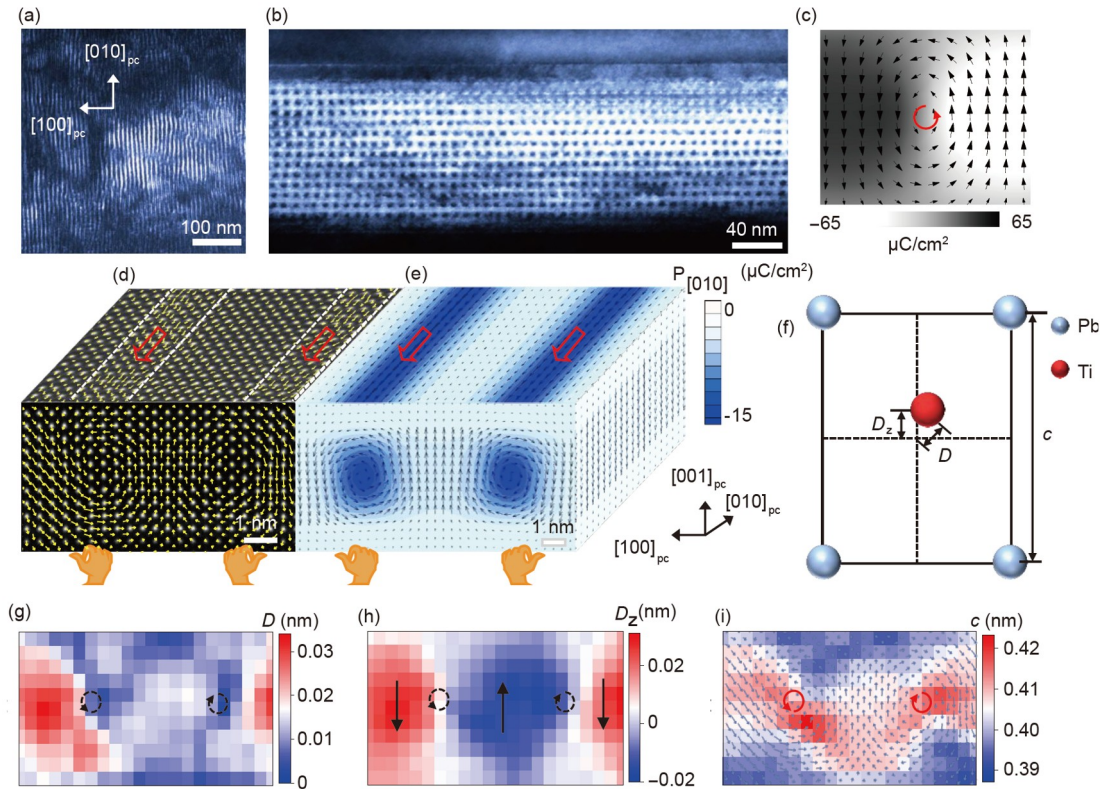 (a)
[010]pc
[100]pc
100 nm
(b)
40 nm
(c)
−65 65
µC/cm²
(d)
1 nm
(e)
1 nm
P[010] (µC/cm²)
0
-15
[001]pc
[010]pc
[100]pc
(f)
Pb
Ti
Dz
D
c
(g)
D (nm)
0.03
0.02
0.01
0
(h)
Dz(nm)
0.02
0
−0.02
(i)
c (nm)
0.42
0.41
0.40
0.39